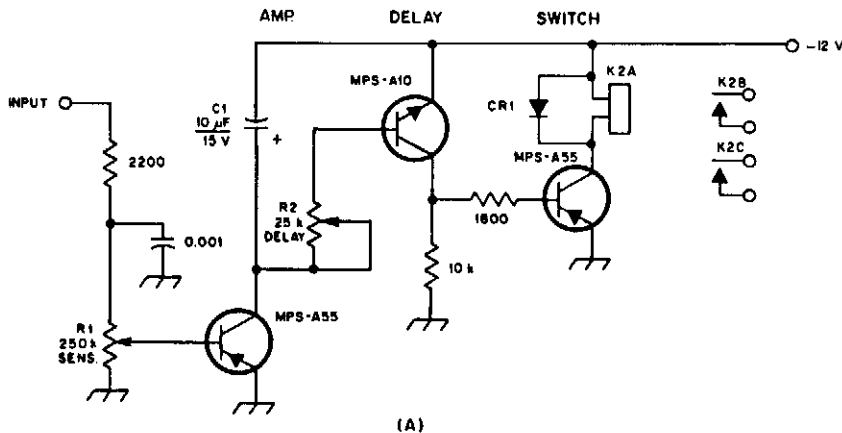 AMP. DELAY SWITCH
-12 V
INPUT
C1
10 µF
15 V
+
MPS-A10
CR1
K2A
K2B
K2C
2200
R2
25 k
DELAY
MPS-A55
1800
0.001
10 k
R1
250 k
SENS.
MPS-A55
(A)